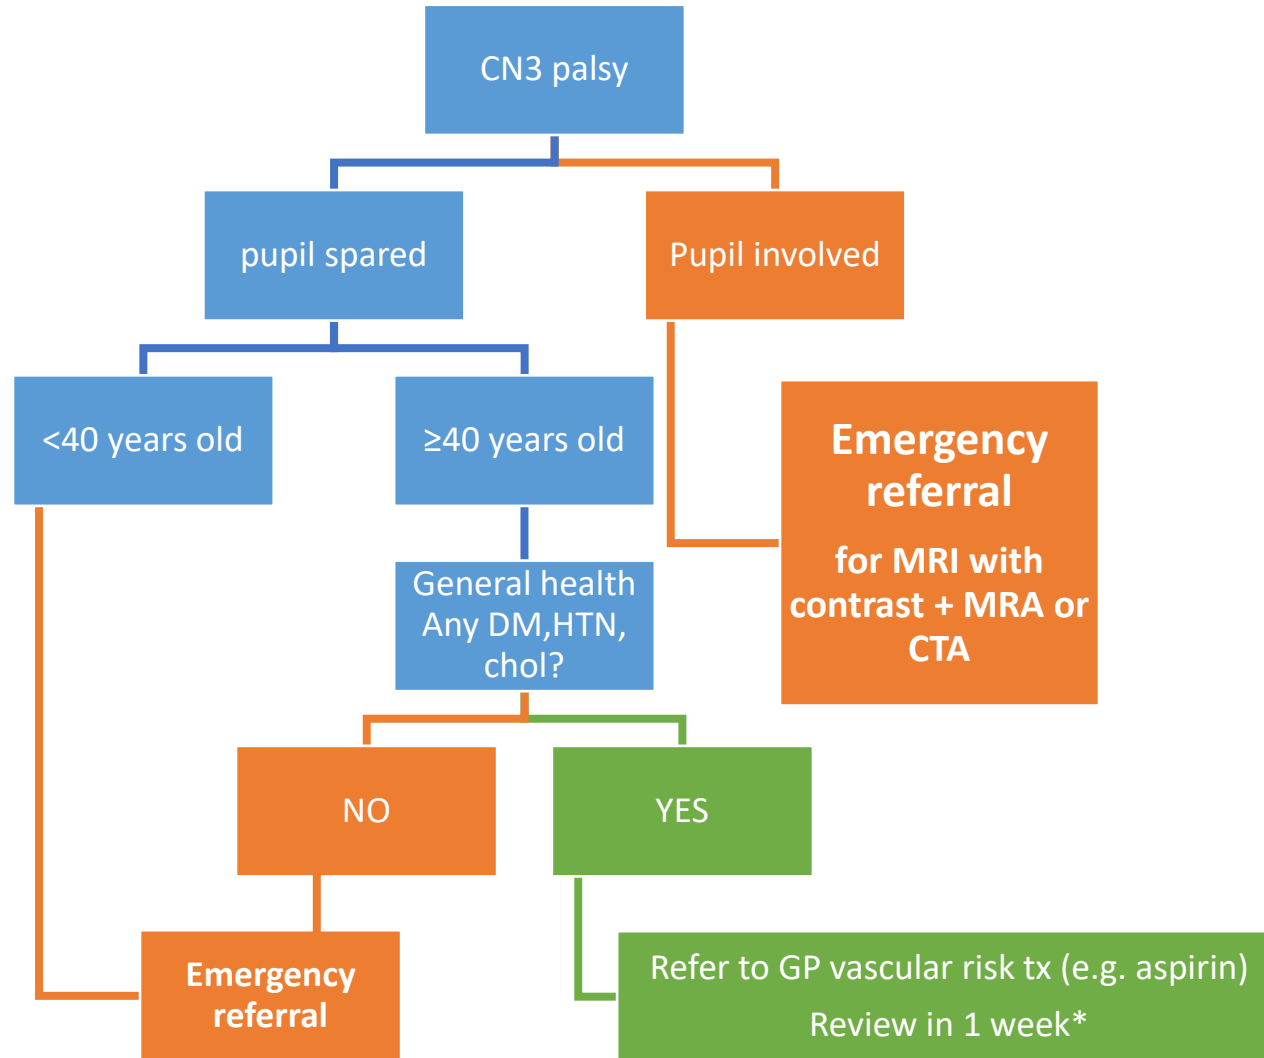 CN3 palsy
pupil spared
Pupil involved
<40 years old
≥40 years old
Emergency
referral
for MRI with
contrast + MRA or
CTA
General health
Any DM,HTN,
chol?
NO
YES
Emergency
referral
Refer to GP vascular risk tx (e.g. aspirin)
Review in 1 week*